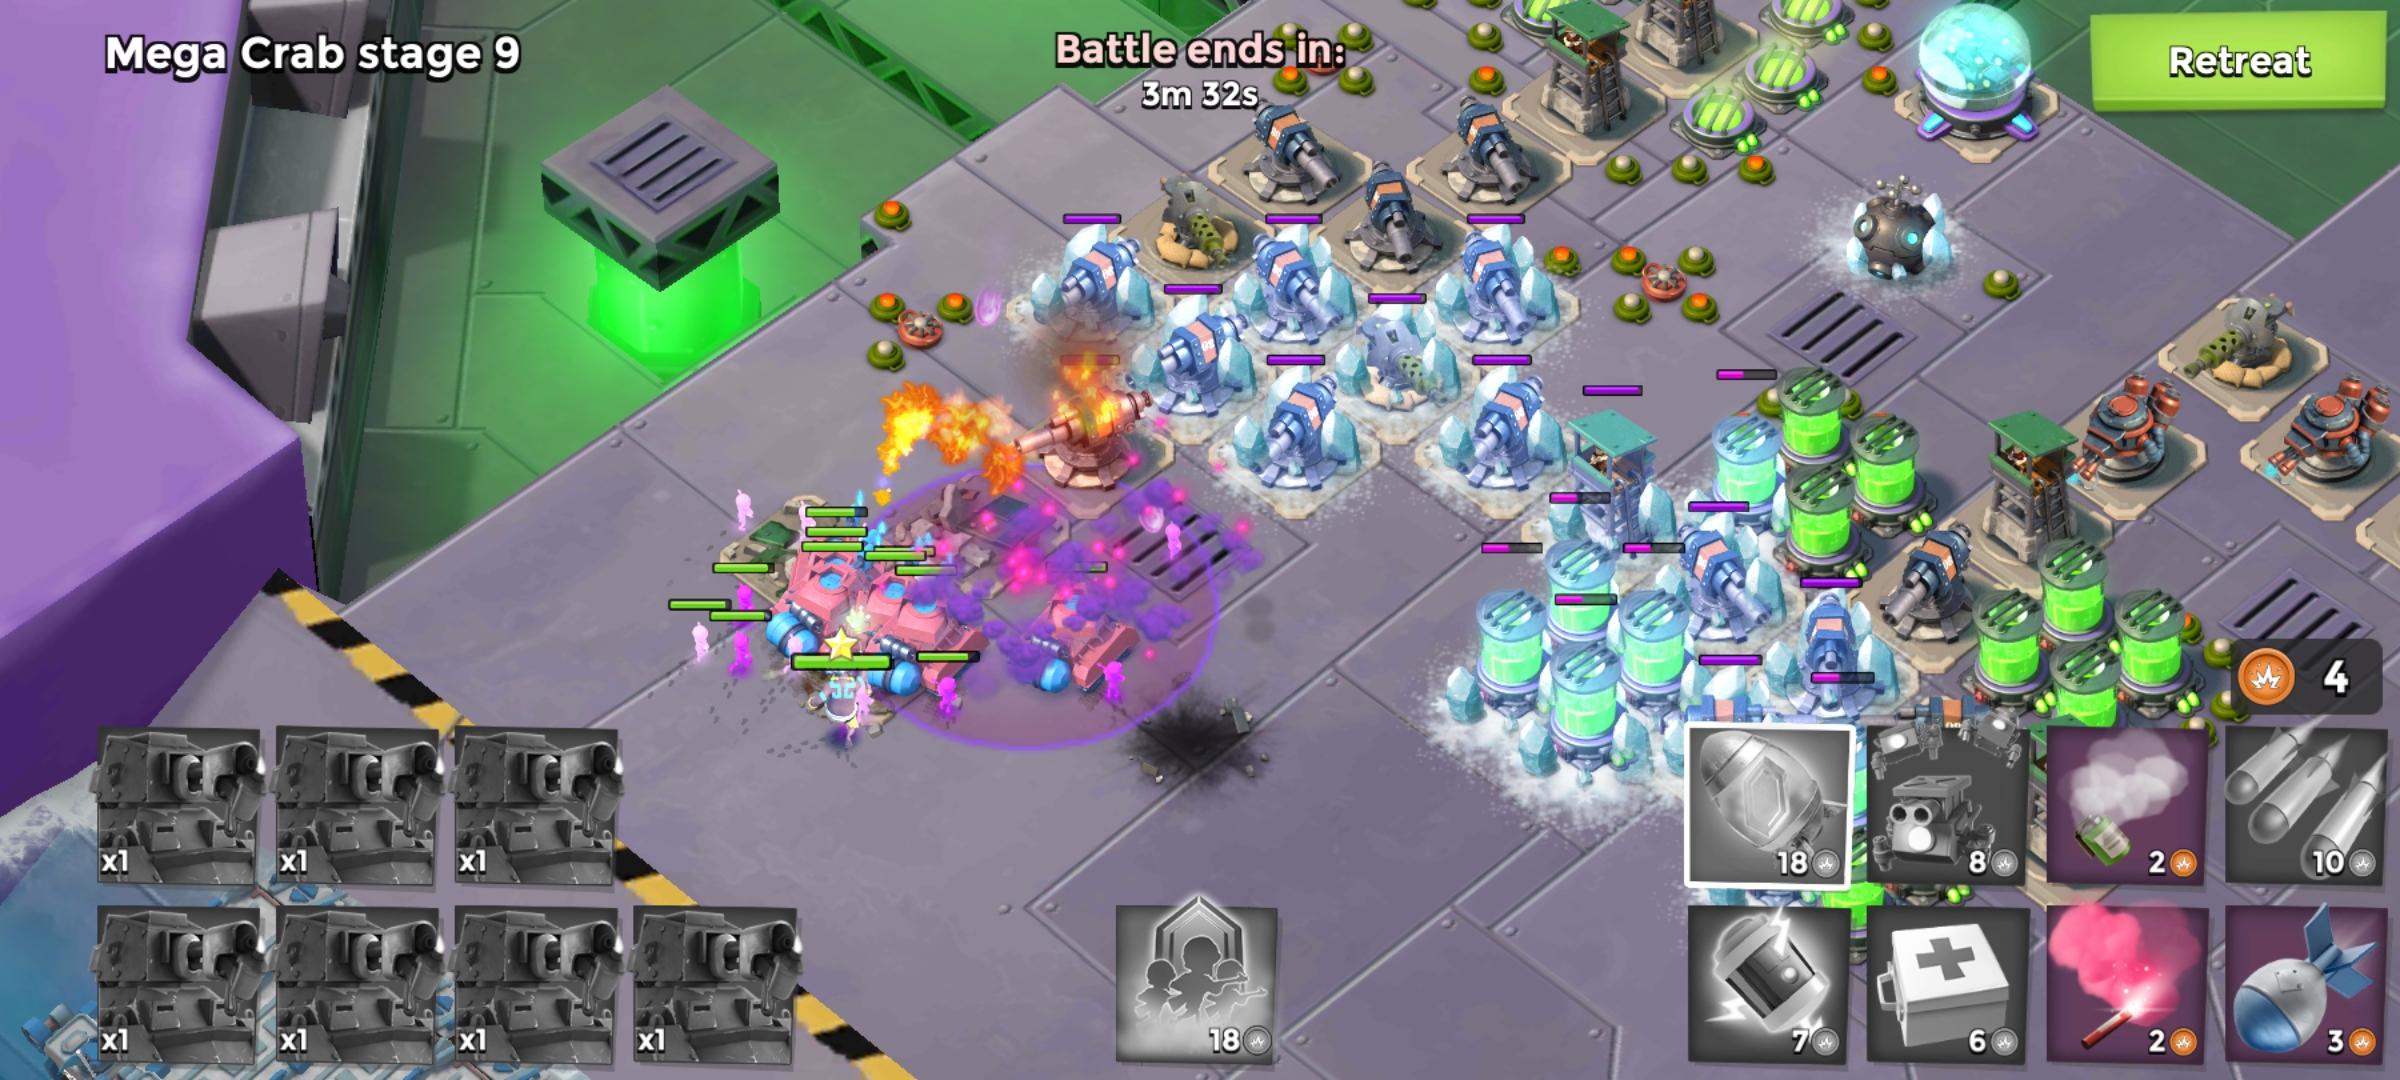 Mega Crab stage 9
Battle ends in:
3m 32s
Retreat
4
x1
x1
x1
18
8
2
10
x1
x1
x1
x1
18
7
6
2
3